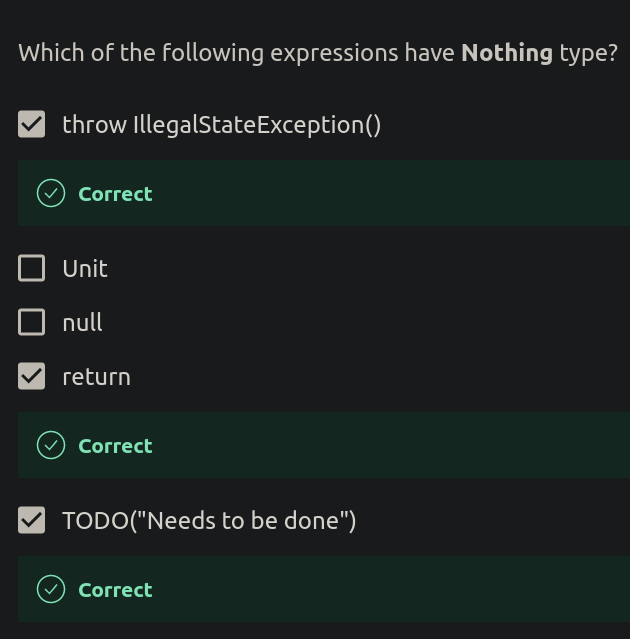 Which of the following expressions have Nothing type?
throw IllegalStateException()
Correct
Unit
null
return
Correct
TODO("Needs to be done")
Correct